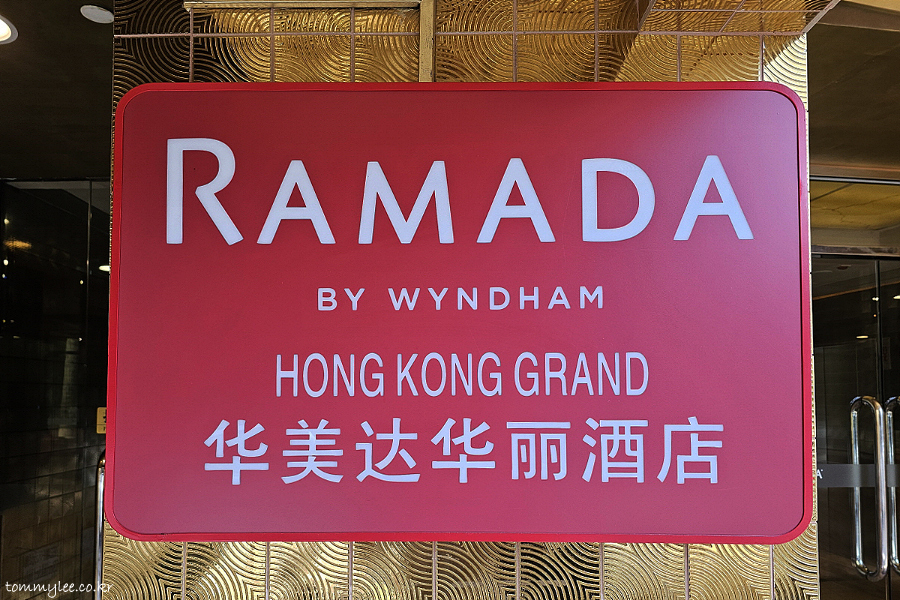 RAMADA
BY WYNDHAM
HONG KONG GRAND
华美达华丽酒店
tommylee.co.kr